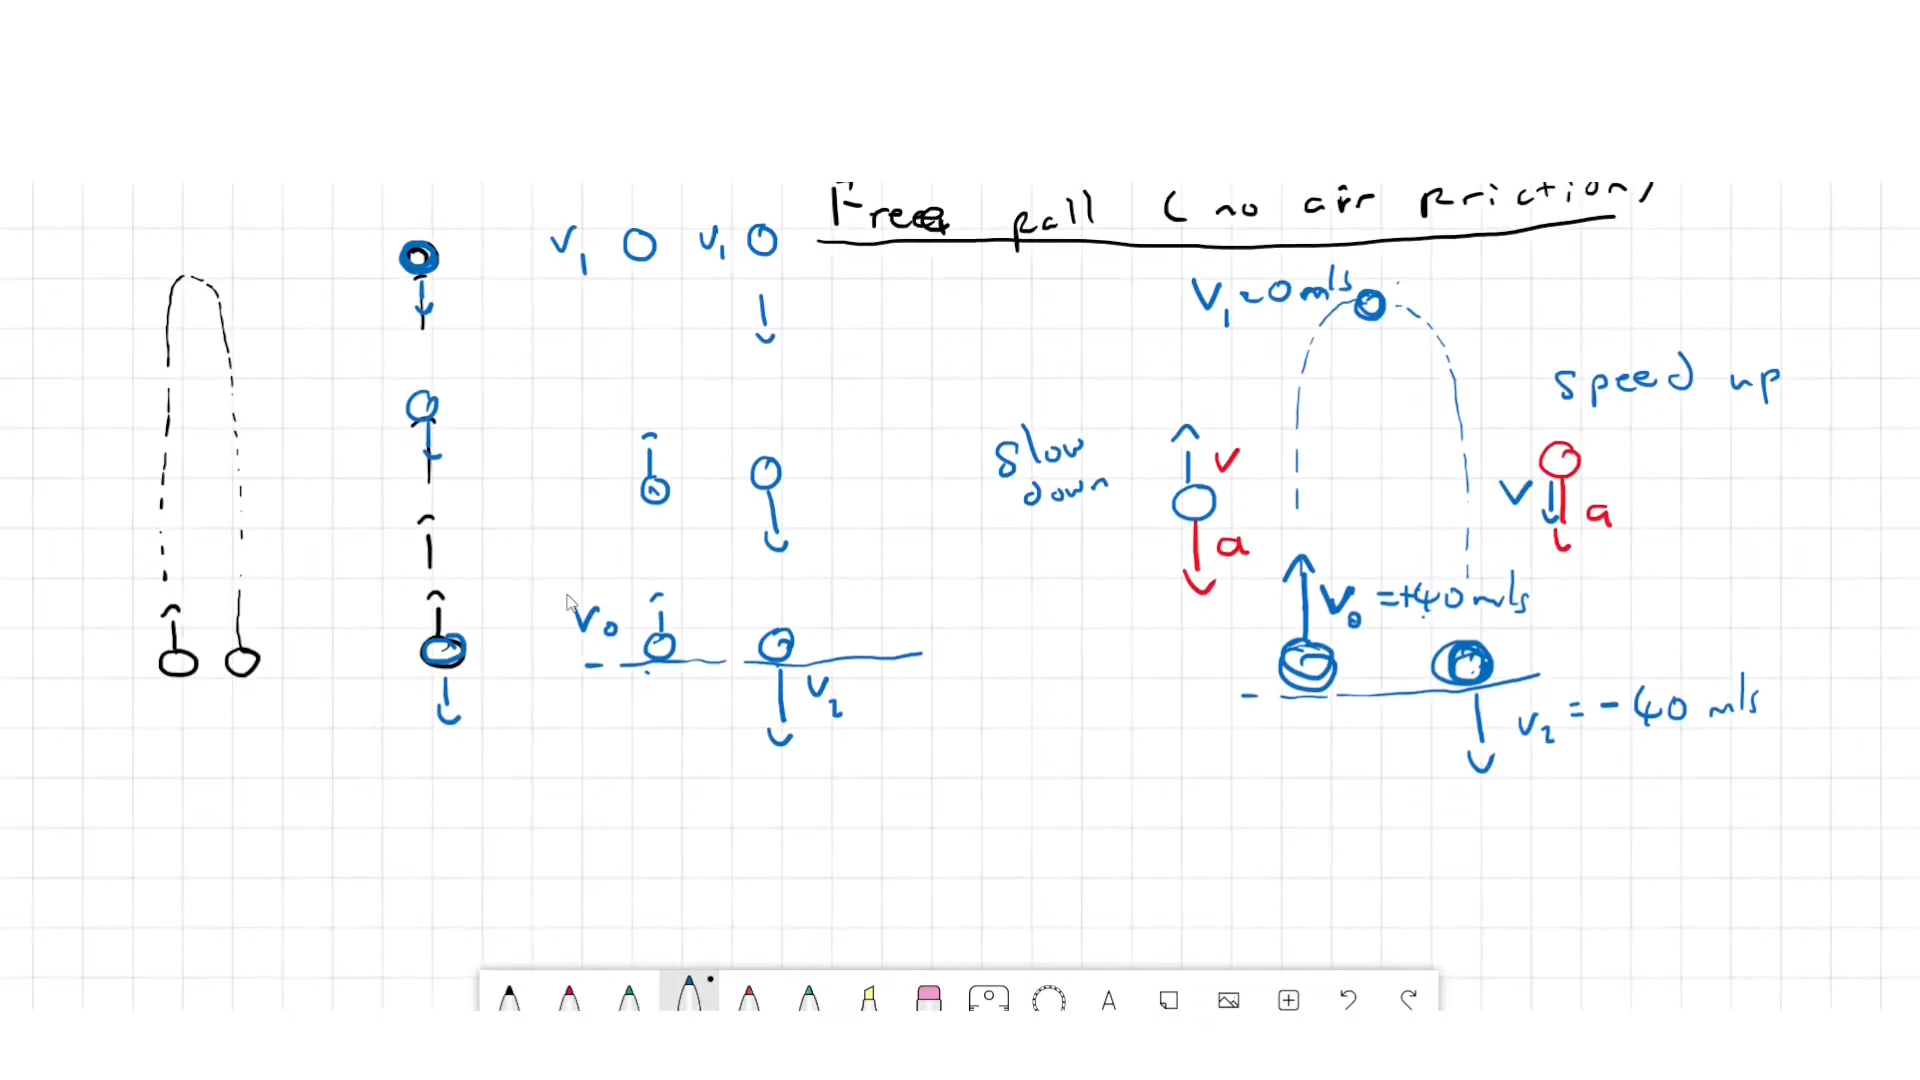 Free fall (no air friction)
V₁ V₁
V₁ = 0 m/s
speed up
slow
down
V
V
a
a
V₀
V₀ = +40 m/s
V₂
V₂ = - 40 m/s
A